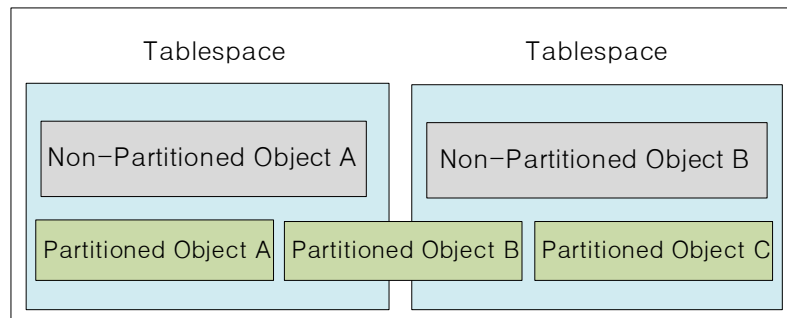 Tablespace Tablespace
Non-Partitioned Object A Non-Partitioned Object B
Partitioned Object A Partitioned Object B Partitioned Object C